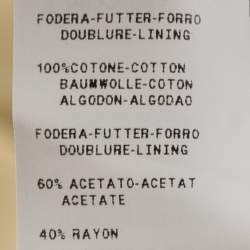 FODERA-FUTTER-FORRO
DOUBLURE-LINING
100%COTONE-COTTON
BAUMWOLLE-COTON
ALGODON-ALGODAO
FODERA-FUTTER-FORRO
DOUBLURE-LINING
60% ACETATO-ACETAT
ACETATE
40% RAYON